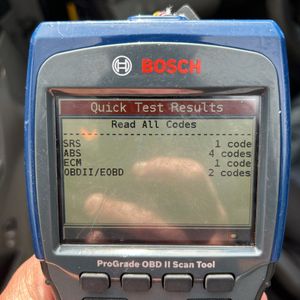 BOSCH
Quick Test Results
Read All Codes
SRS 1 code
ABS 4 codes
ECM 1 code
OBDII/EOBD 2 codes
ProGrade OBD II Scan Tool